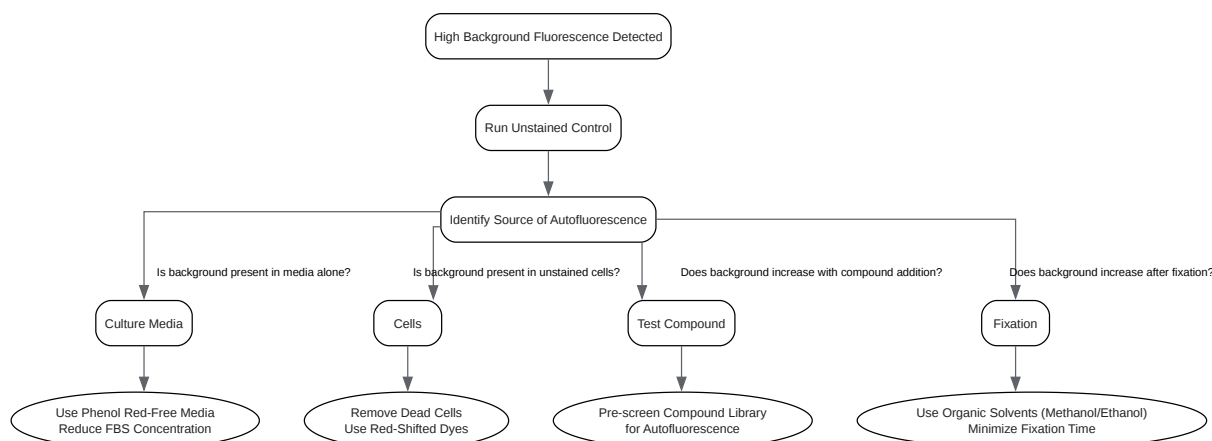 High Background Fluorescence Detected
Run Unstained Control
Identify Source of Autofluorescence
Is background present in media alone?
Is background present in unstained cells?
Does background increase with compound addition?
Does background increase after fixation?
Culture Media
Cells
Test Compound
Fixation
Use Phenol Red-Free Media
Reduce FBS Concentration
Remove Dead Cells
Use Red-Shifted Dyes
Pre-screen Compound Library
for Autofluorescence
Use Organic Solvents (Methanol/Ethanol)
Minimize Fixation Time